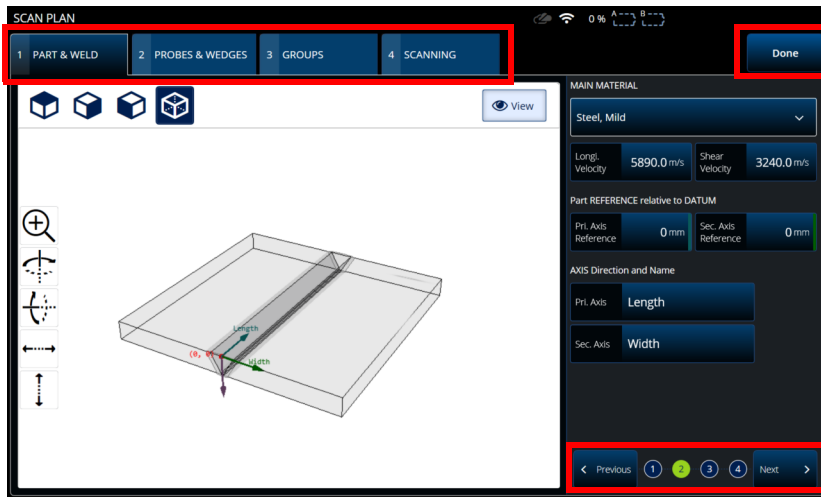 SCAN PLAN
0 % A B
1 PART & WELD 2 PROBES & WEDGES 3 GROUPS 4 SCANNING Done
View
MAIN MATERIAL
Steel, Mild
Longi. Velocity 5890.0 m/s Shear Velocity 3240.0 m/s
Part REFERENCE relative to DATUM
Pri. Axis Reference 0 mm Sec. Axis Reference 0 mm
AXIS Direction and Name
Pri. Axis Length
Sec. Axis Width
Length
(0, 0)
Width
Previous 1 2 3 4 Next